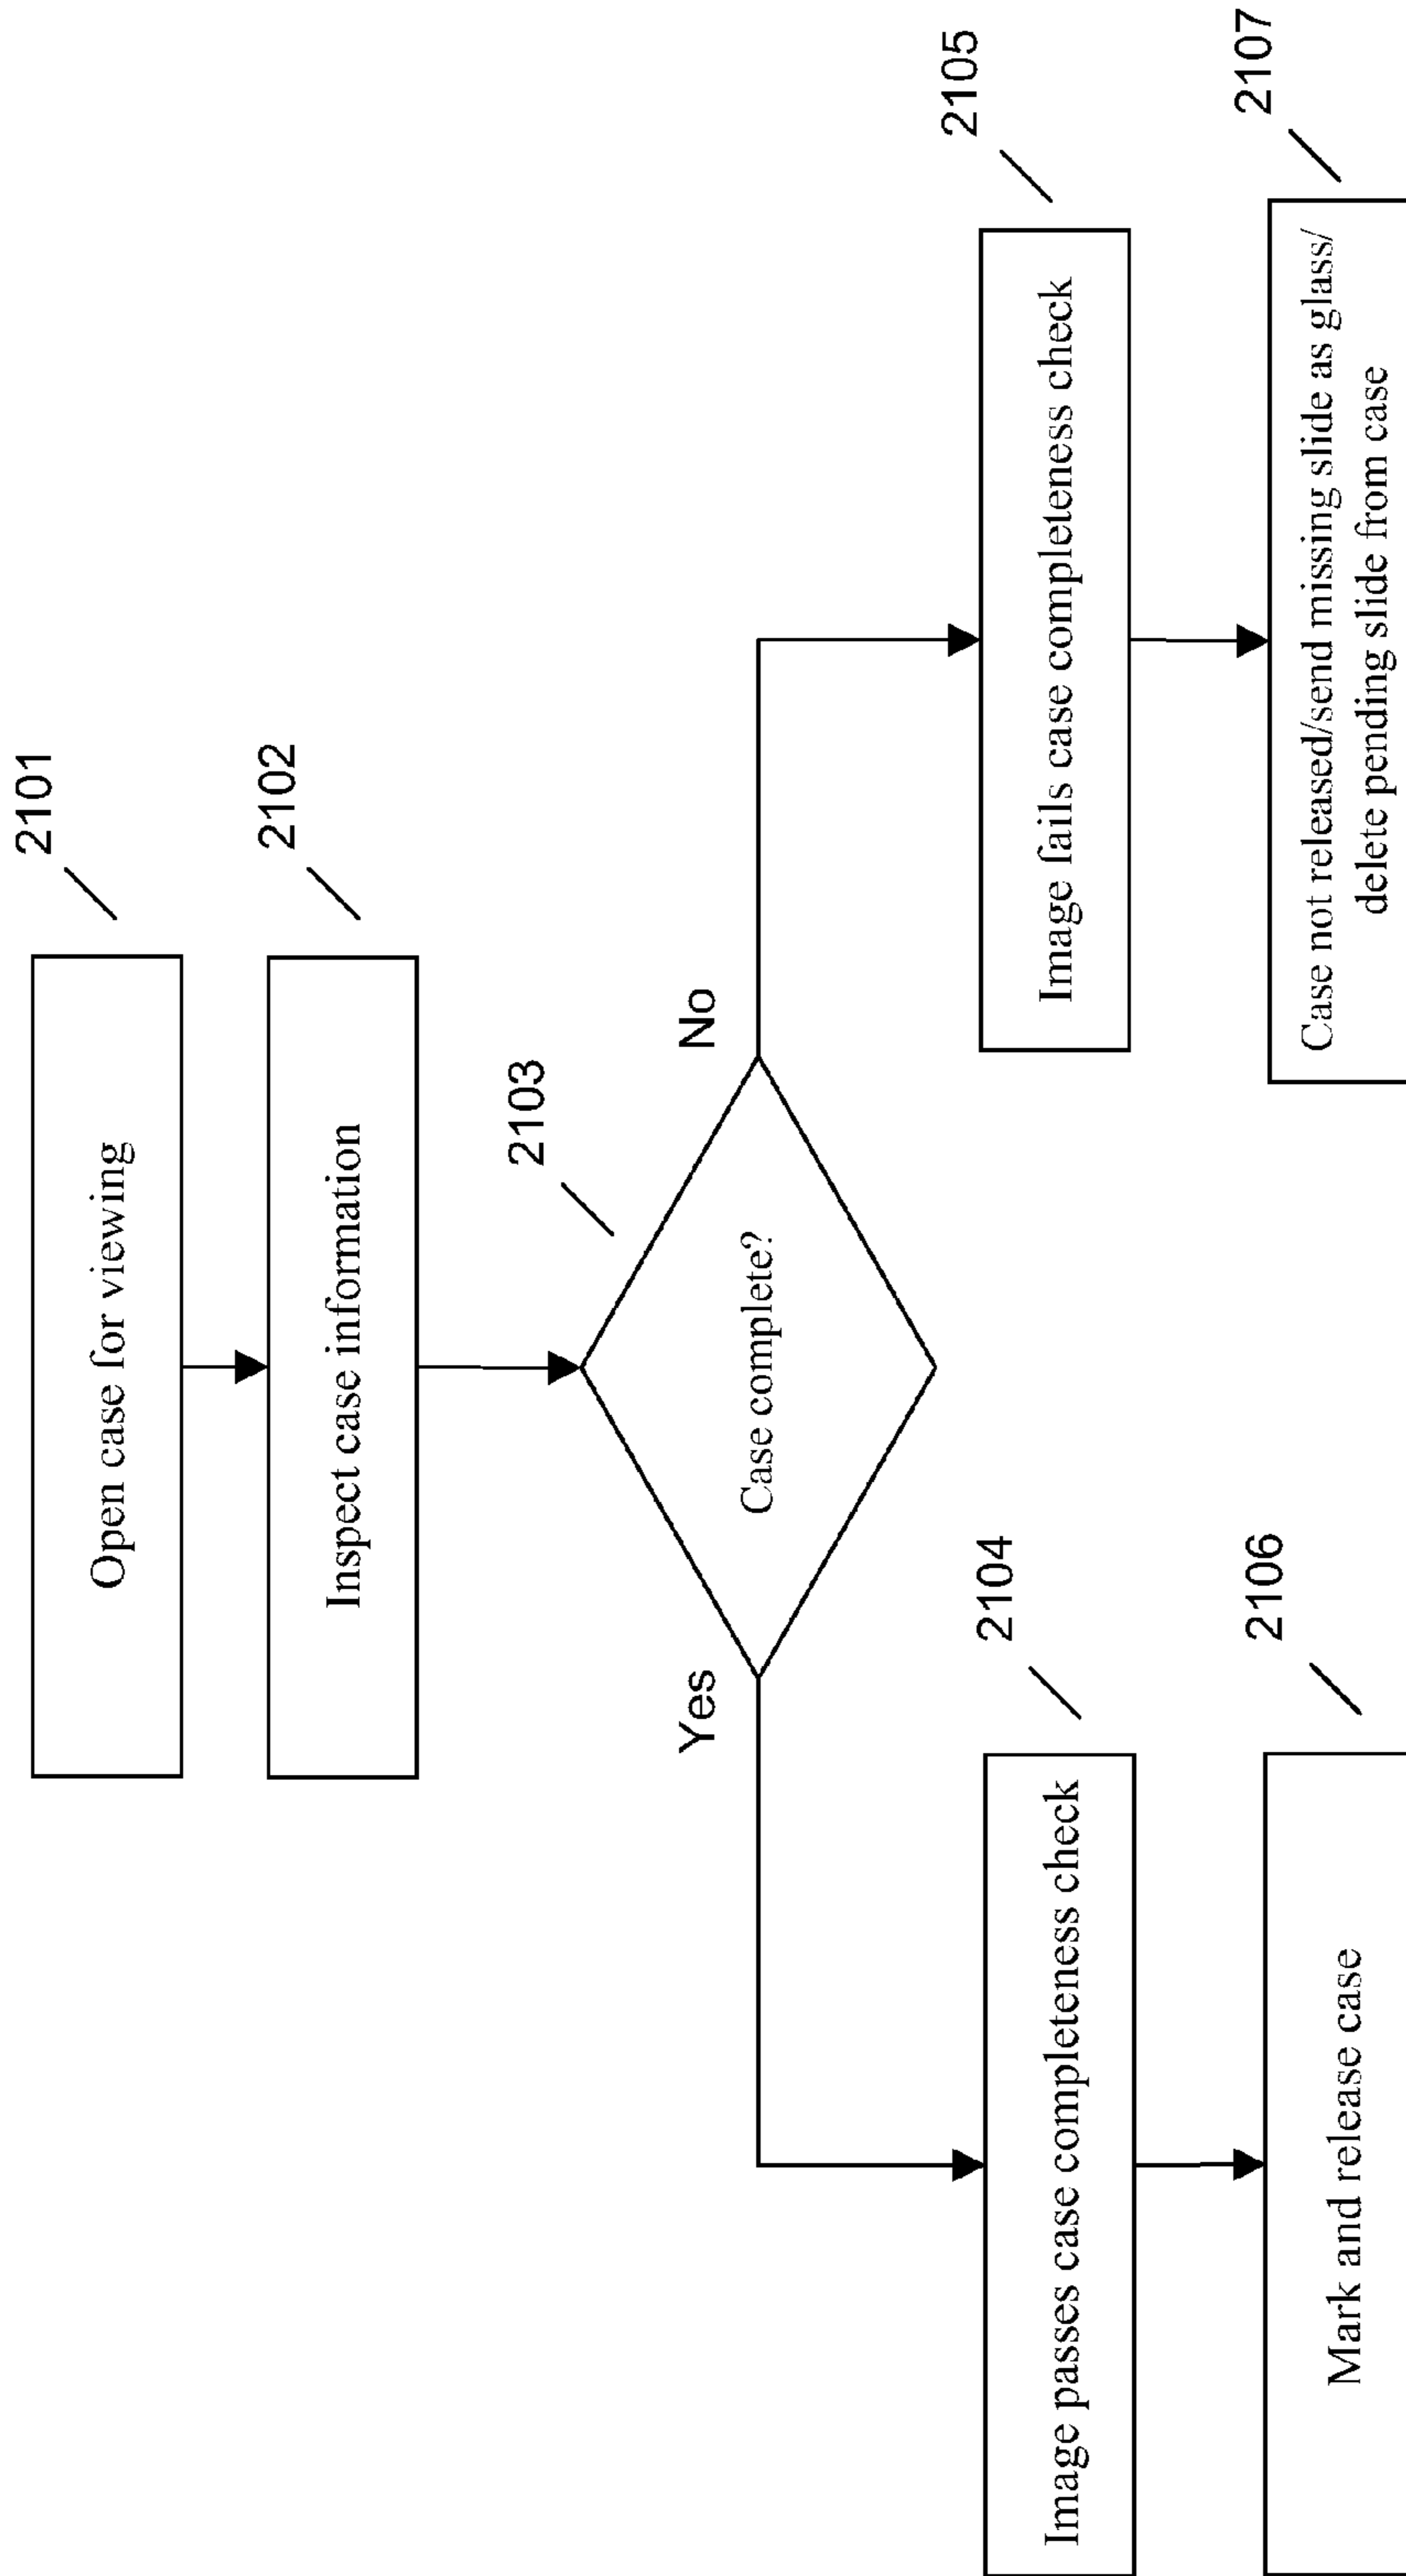 2101
Open case for viewing
2102
Inspect case information
2103
Case complete?
Yes
No
2104
Image passes case completeness check
2105
Image fails case completeness check
2106
Mark and release case
2107
Case not released/send missing slide as glass/
delete pending slide from case